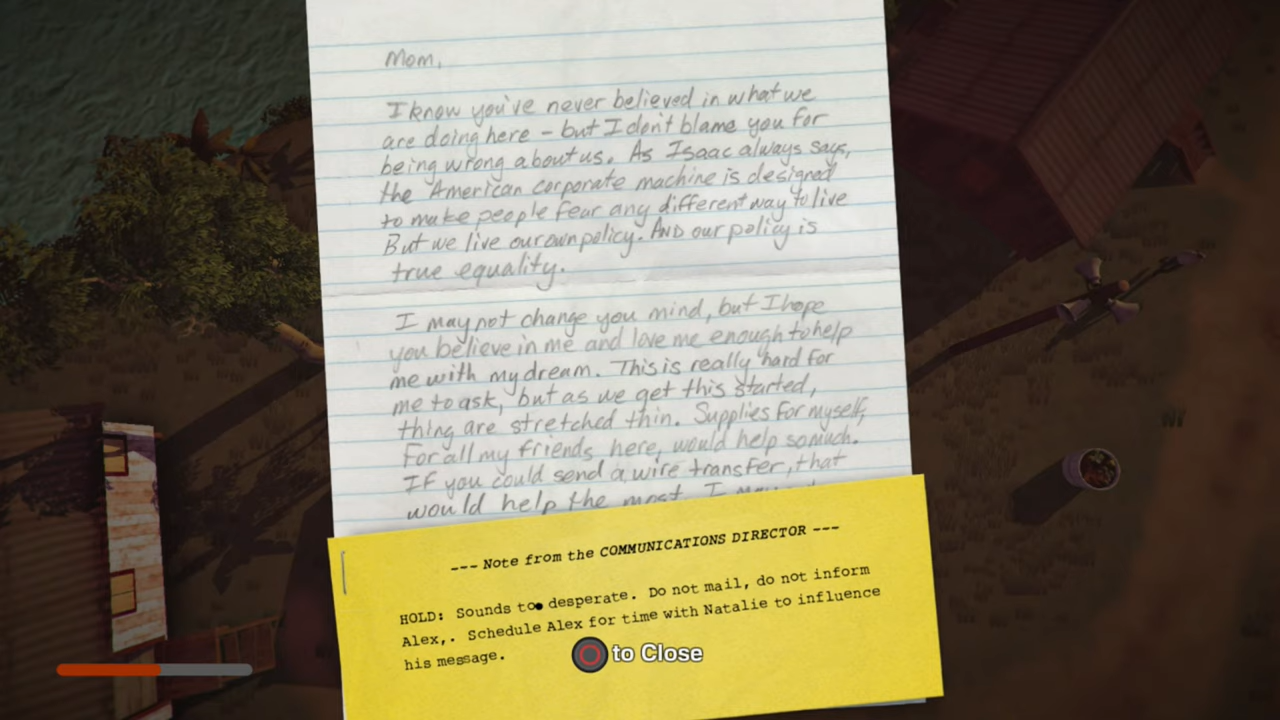 Mom,
I know you've never believed in what we
are doing here - but I don't blame you for
being wrong about us. As Isaac always says,
the American corporate machine is designed
to make people fear any different way to live
But we live our own policy. AND our policy is
true equality.
I may not change you mind, but I hope
you believe in me and love me enough to help
me with my dream. This is really hard for
me to ask, but as we get this started,
thing are stretched thin. Supplies for myself,
For all my friends here, would help so much.
IF you could send a wire transfer, that
would help the most. I
--- Note from the COMMUNICATIONS DIRECTOR ---
HOLD: Sounds too desperate. Do not mail, do not inform
Alex,. Schedule Alex for time with Natalie to influence
his message.
to Close